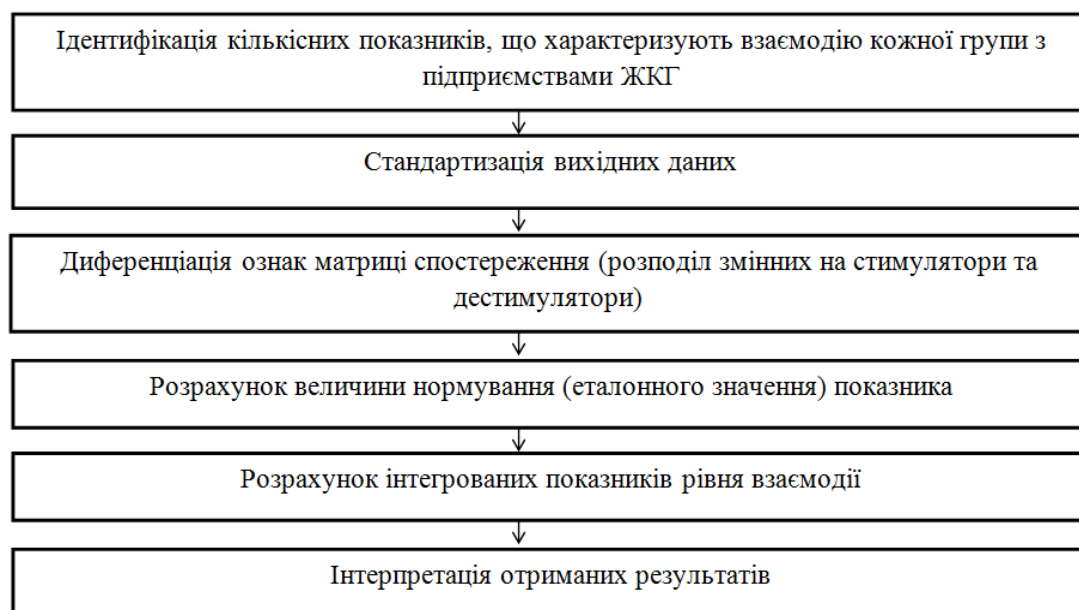 Ідентифікація кількісних показників, що характеризують взаємодію кожної групи з
підприємствами ЖКГ
Стандартизація вихідних даних
Диференціація ознак матриці спостереження (розподіл змінних на стимулятори та
дестимулятори)
Розрахунок величини нормування (еталонного значення) показника
Розрахунок інтегрованих показників рівня взаємодії
Інтерпретація отриманих результатів